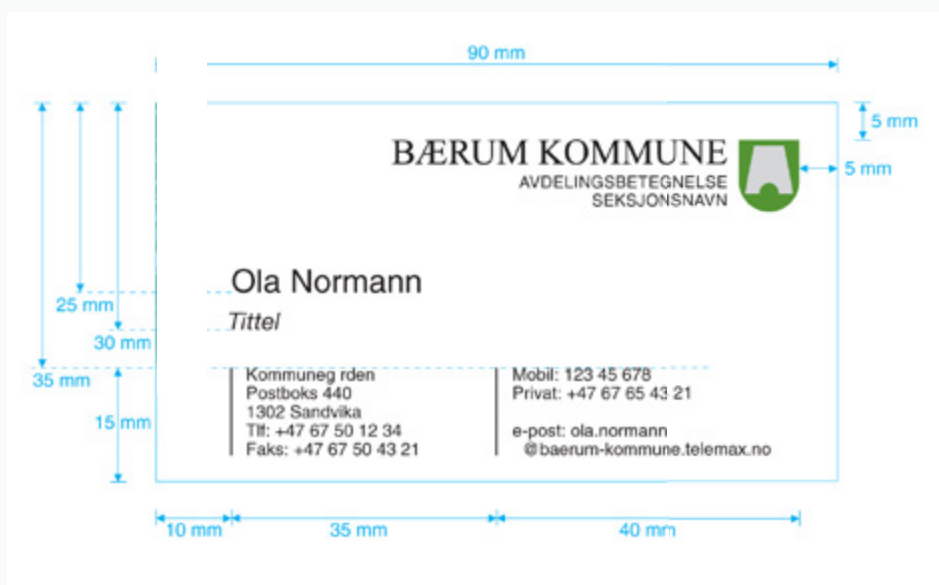 90 mm
5 mm
5 mm
BÆRUM KOMMUNE
AVDELINGSBETEGNELSE
SEKSJONSNAVN
Ola Normann
25 mm
Tittel
30 mm
35 mm
Kommuneg rden
Postboks 440
1302 Sandvika
Tlf: +47 67 50 12 34
Faks: +47 67 50 43 21
Mobil: 123 45 678
Privat: +47 67 65 43 21
e-post: ola.normann
@baerum-kommune.telemax.no
15 mm
10 mm
35 mm
40 mm